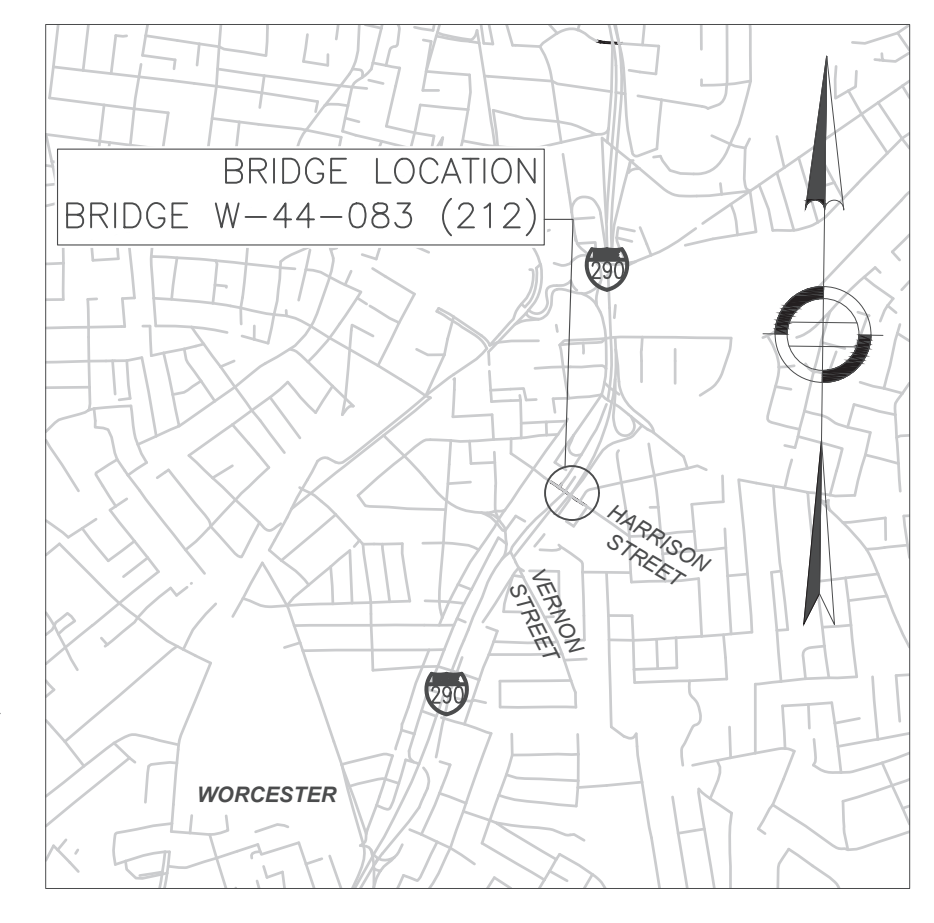 BRIDGE LOCATION
BRIDGE W-44-083 (212)
290
HARRISON
STREET
VERNON
STREET
290
WORCESTER